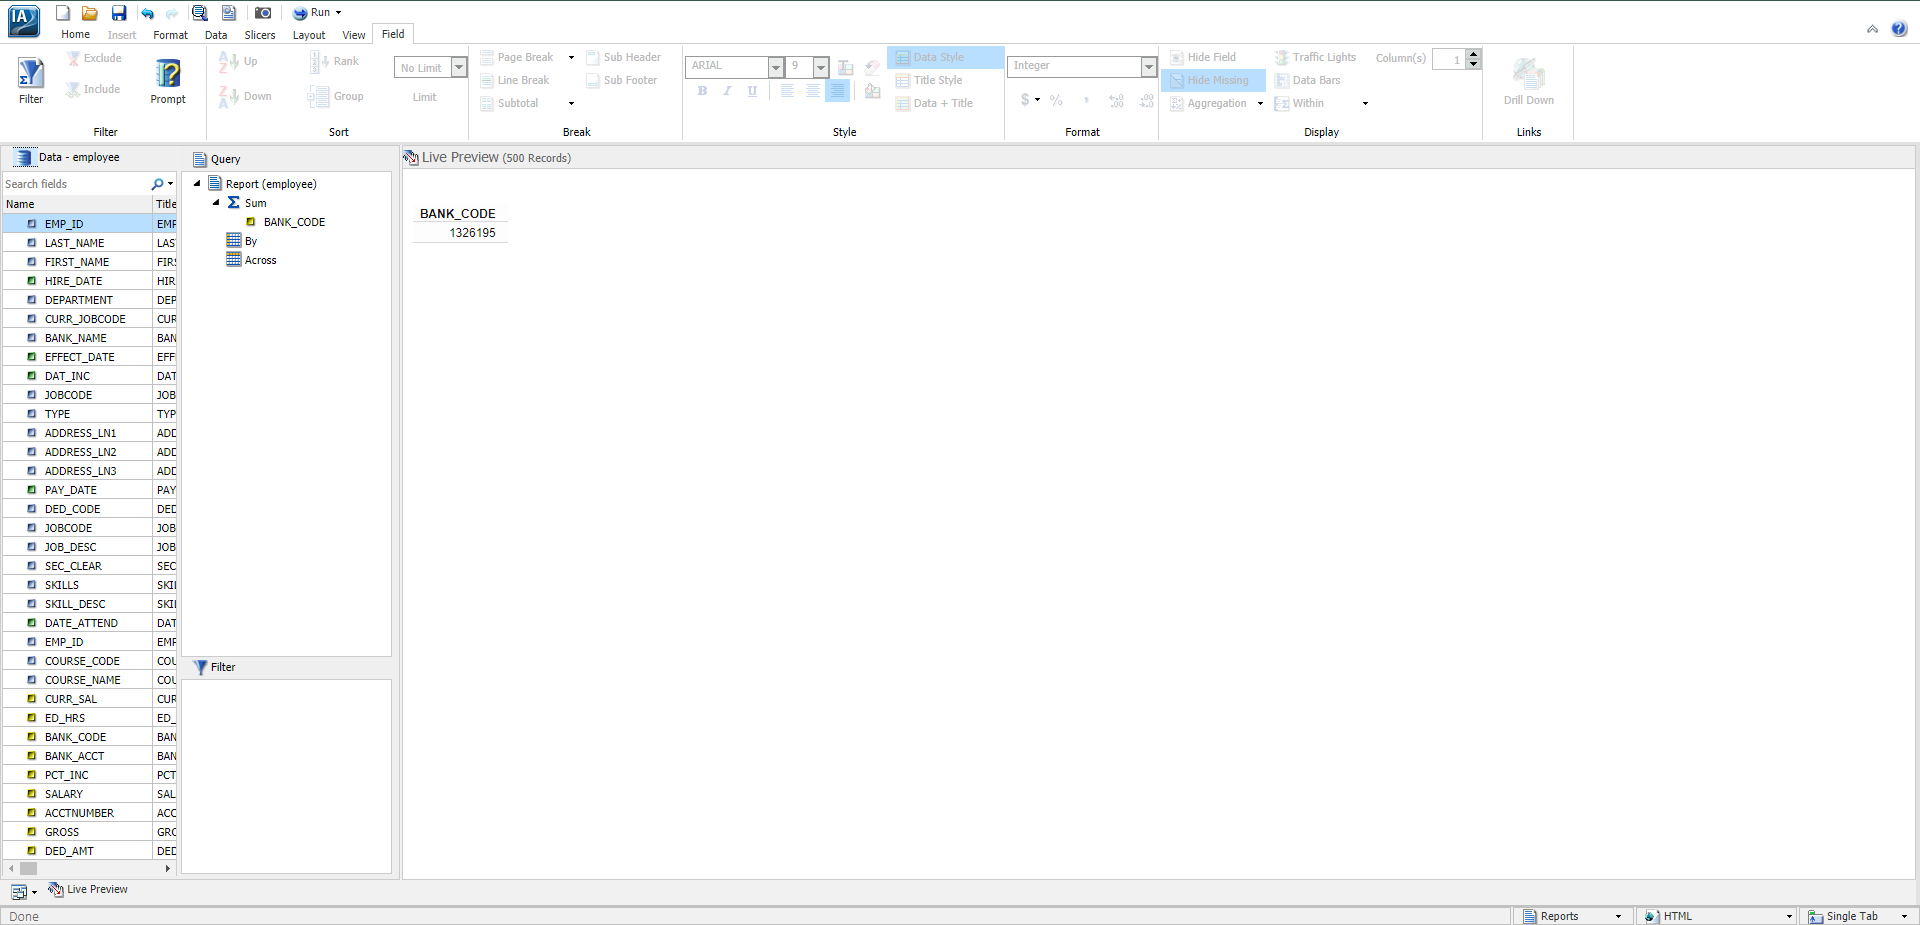 IA
Run
Home Insert Format Data Slicers Layout View Field
Filter
Exclude
Include
Prompt
Filter
Up
Down
Rank
Group
No Limit
Limit
Sort
Page Break
Line Break
Subtotal
Sub Header
Sub Footer
Break
ARIAL 9
B I U
Data Style
Title Style
Data + Title
Style
Integer
$ % ,
Format
Hide Field
Hide Missing
Aggregation
Traffic Lights
Data Bars
Within
Column(s) 1
Display
Drill Down
Links
Data - employee
Search fields
Name Title
EMP_ID EMP
LAST_NAME LAS
FIRST_NAME FIRS
HIRE_DATE HIR
DEPARTMENT DEP
CURR_JOBCODE CUR
BANK_NAME BAN
EFFECT_DATE EFF
DAT_INC DAT
JOBCODE JOB
TYPE TYP
ADDRESS_LN1 ADD
ADDRESS_LN2 ADD
ADDRESS_LN3 ADD
PAY_DATE PAY
DED_CODE DED
JOBCODE JOB
JOB_DESC JOB
SEC_CLEAR SEC
SKILLS SKI
SKILL_DESC SKI
DATE_ATTEND DAT
EMP_ID EMP
COURSE_CODE COU
COURSE_NAME COU
CURR_SAL CUR
ED_HRS ED_
BANK_CODE BAN
BANK_ACCT BAN
PCT_INC PCT
SALARY SAL
ACCTNUMBER ACC
GROSS GRO
DED_AMT DED
Query
Report (employee)
Sum
BANK_CODE
By
Across
Filter
Live Preview (500 Records)
BANK_CODE
1326195
Live Preview
Done
Reports
HTML
Single Tab